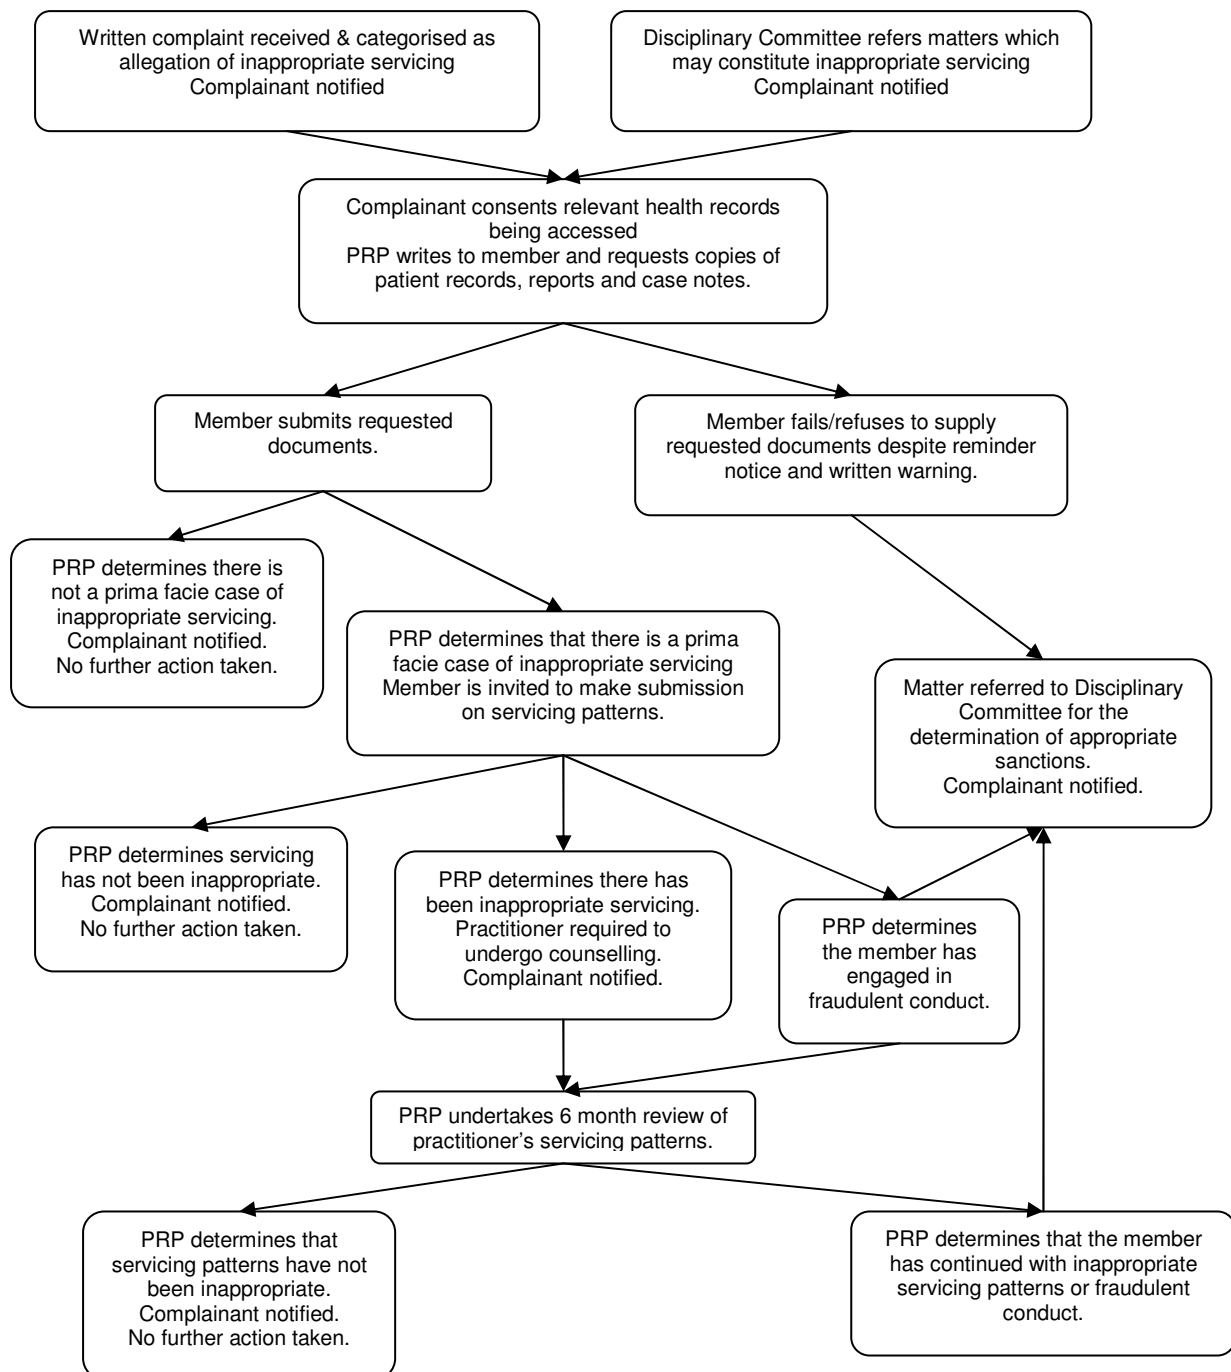 Written complaint received & categorised as
allegation of inappropriate servicing
Complainant notified
Disciplinary Committee refers matters which
may constitute inappropriate servicing
Complainant notified
Complainant consents relevant health records
being accessed
PRP writes to member and requests copies of
patient records, reports and case notes.
Member submits requested
documents.
Member fails/refuses to supply
requested documents despite reminder
notice and written warning.
PRP determines there is
not a prima facie case of
inappropriate servicing.
Complainant notified.
No further action taken.
PRP determines that there is a prima
facie case of inappropriate servicing
Member is invited to make submission
on servicing patterns.
Matter referred to Disciplinary
Committee for the
determination of appropriate
sanctions.
Complainant notified.
PRP determines servicing
has not been inappropriate.
Complainant notified.
No further action taken.
PRP determines there has
been inappropriate servicing.
Practitioner required to
undergo counselling.
Complainant notified.
PRP determines
the member has
engaged in
fraudulent conduct.
PRP undertakes 6 month review of
practitioner's servicing patterns.
PRP determines that
servicing patterns have not
been inappropriate.
Complainant notified.
No further action taken.
PRP determines that the member
has continued with inappropriate
servicing patterns or fraudulent
conduct.